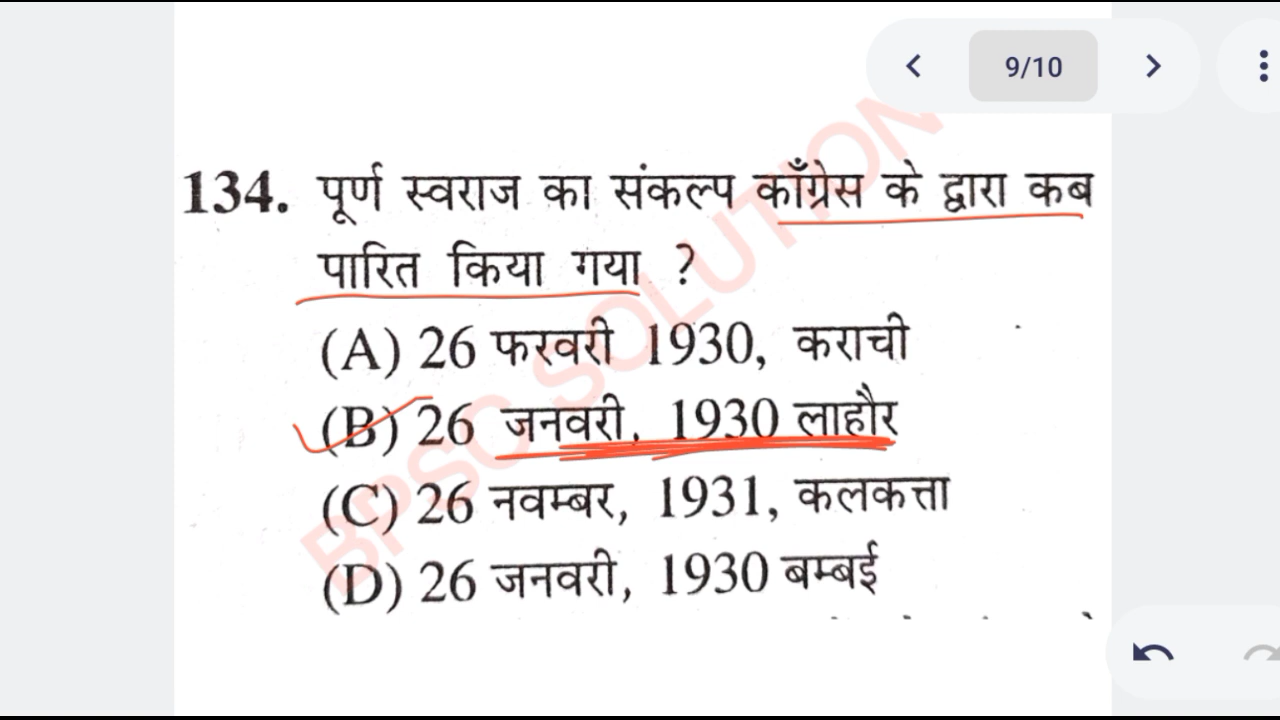 9/10
134. पूर्ण स्वराज का संकल्प काँग्रेस के द्वारा कब
पारित किया गया ?
(A) 26 फरवरी 1930, कराची
(B) 26 जनवरी, 1930 लाहौर
(C) 26 नवम्बर, 1931, कलकत्ता
(D) 26 जनवरी, 1930 बम्बई
BPSC SOLUTION